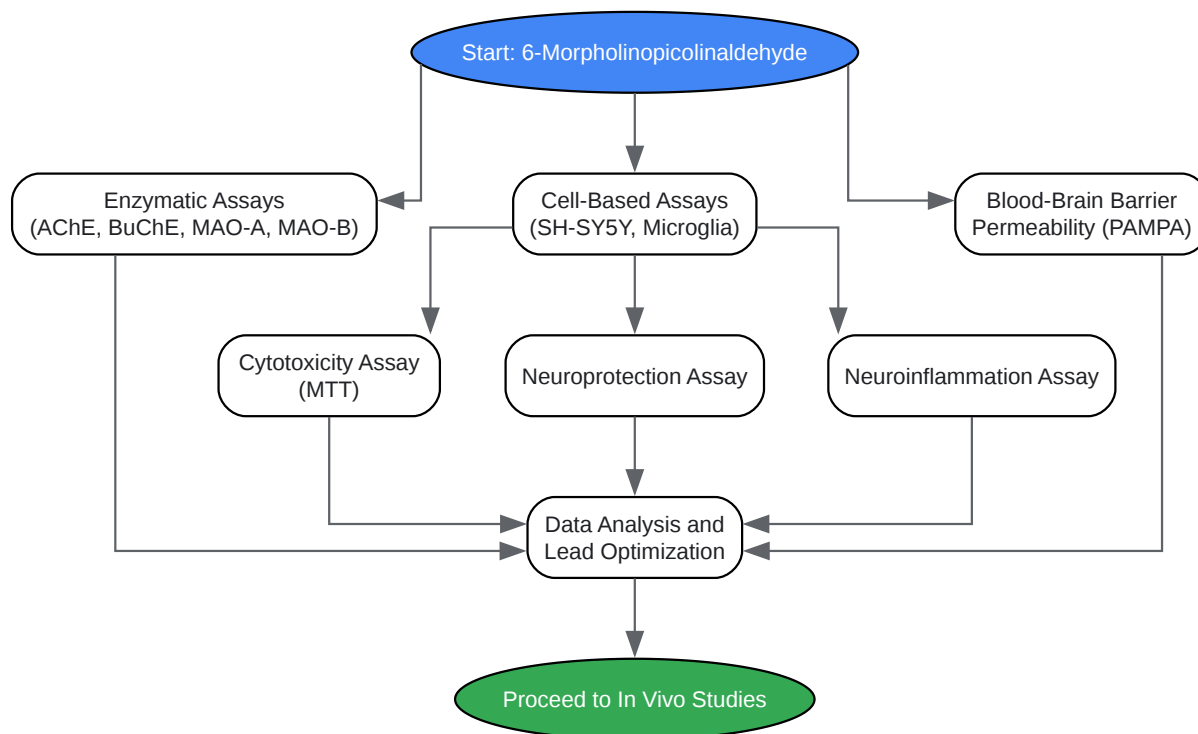 Start: 6-Morpholinopicolinaldehyde
Enzymatic Assays
(AChE, BuChE, MAO-A, MAO-B)
Cell-Based Assays
(SH-SY5Y, Microglia)
Blood-Brain Barrier
Permeability (PAMPA)
Cytotoxicity Assay
(MTT)
Neuroprotection Assay
Neuroinflammation Assay
Data Analysis and
Lead Optimization
Proceed to In Vivo Studies